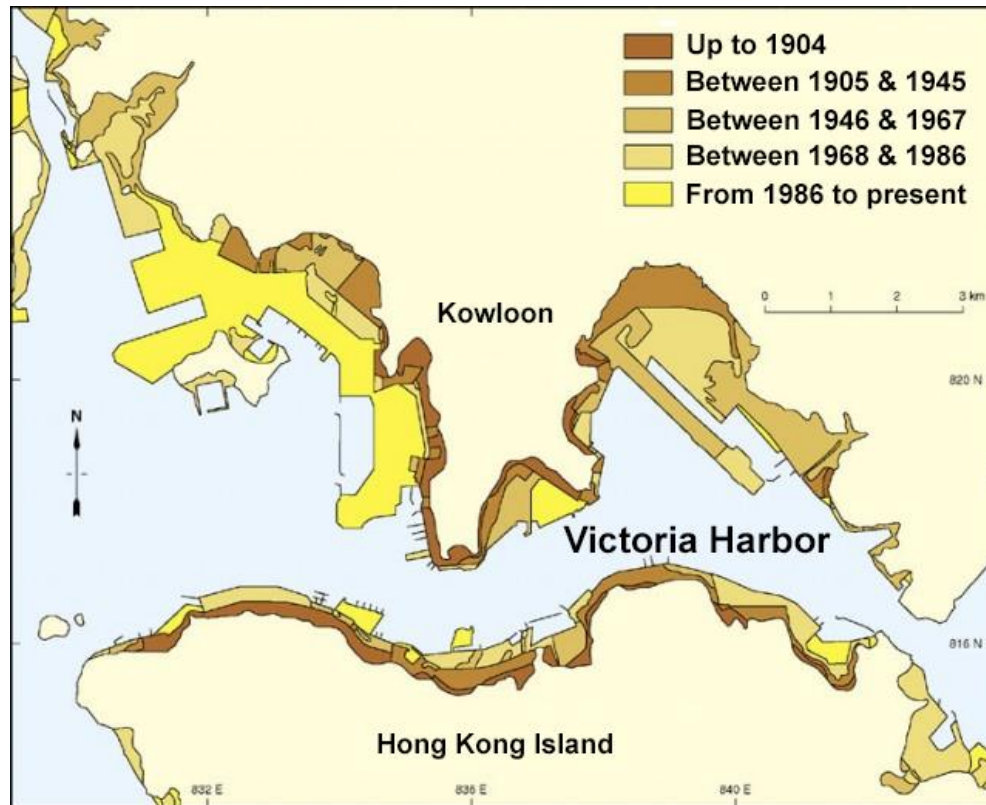 Up to 1904
Between 1905 & 1945
Between 1946 & 1967
Between 1968 & 1986
From 1986 to present
0 1 2 3 km
Kowloon
820 N
N
Victoria Harbor
816 N
Hong Kong Island
832 E 836 E 840 E